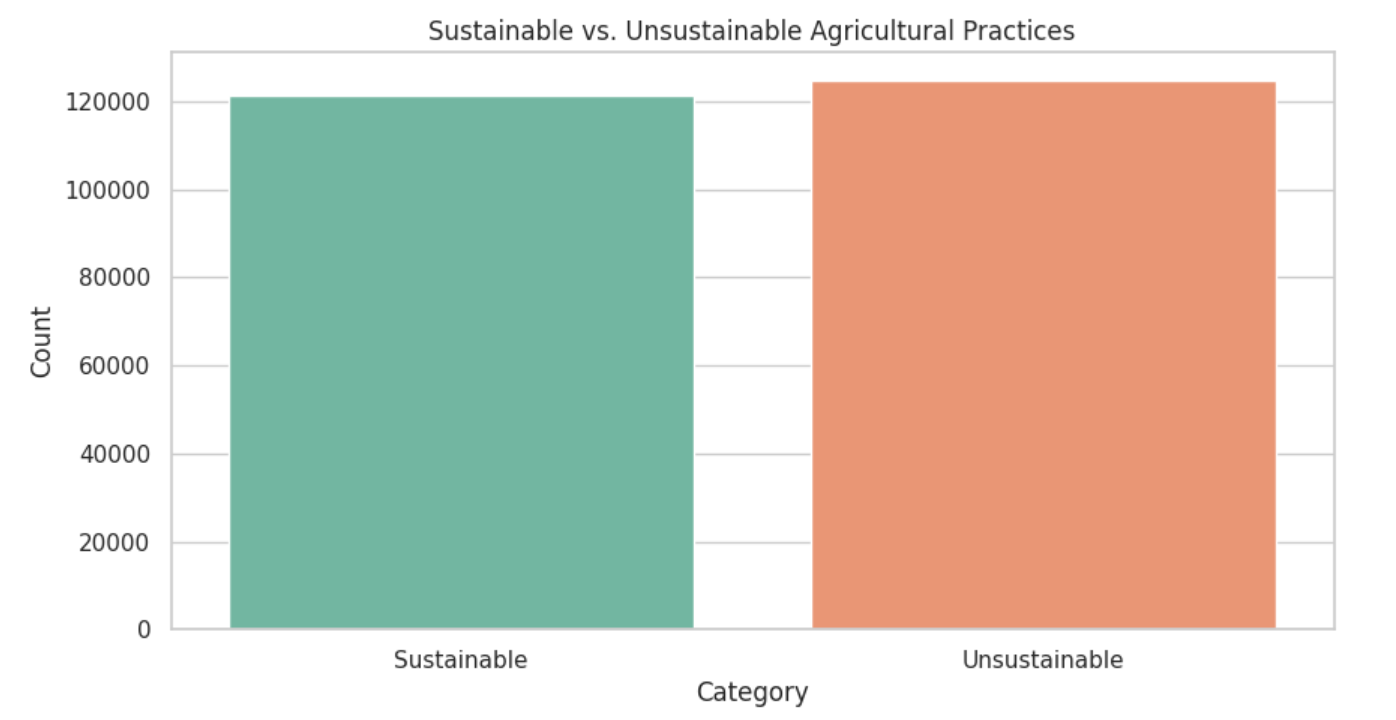 Sustainable vs. Unsustainable Agricultural Practices
120000
100000
80000
60000
40000
20000
0
Count
Sustainable
Unsustainable
Category